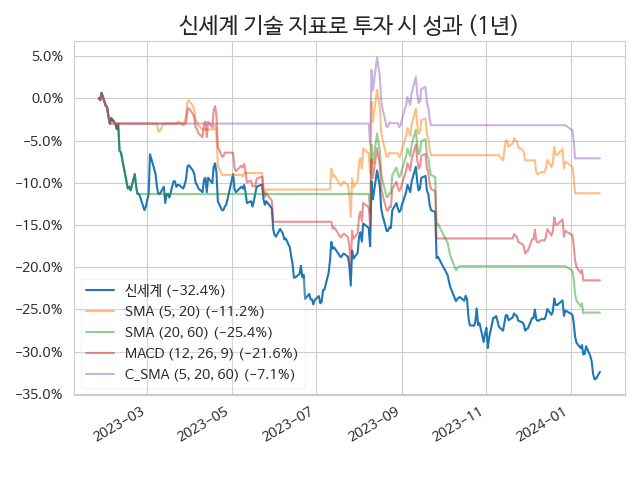 신세계 기술 지표로 투자 시 성과 (1년)
5.0%
0.0%
−5.0%
−10.0%
−15.0%
−20.0%
−25.0%
−30.0%
−35.0%
신세계 (−32.4%)
SMA (5, 20) (−11.2%)
SMA (20, 60) (−25.4%)
MACD (12, 26, 9) (−21.6%)
C_SMA (5, 20, 60) (−7.1%)
2023−03
2023−05
2023−07
2023−09
2023−11
2024−01